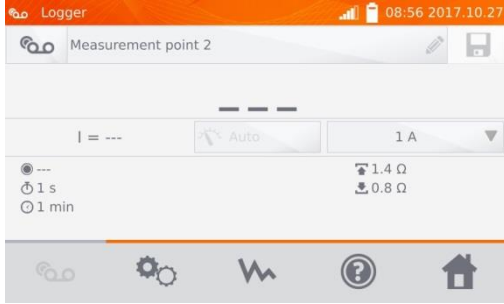 Logger 08:56 2017.10.27
Measurement point 2
— — —
I = --- Auto 1 A
--- 1.4 Ω
1 s 0.8 Ω
1 min